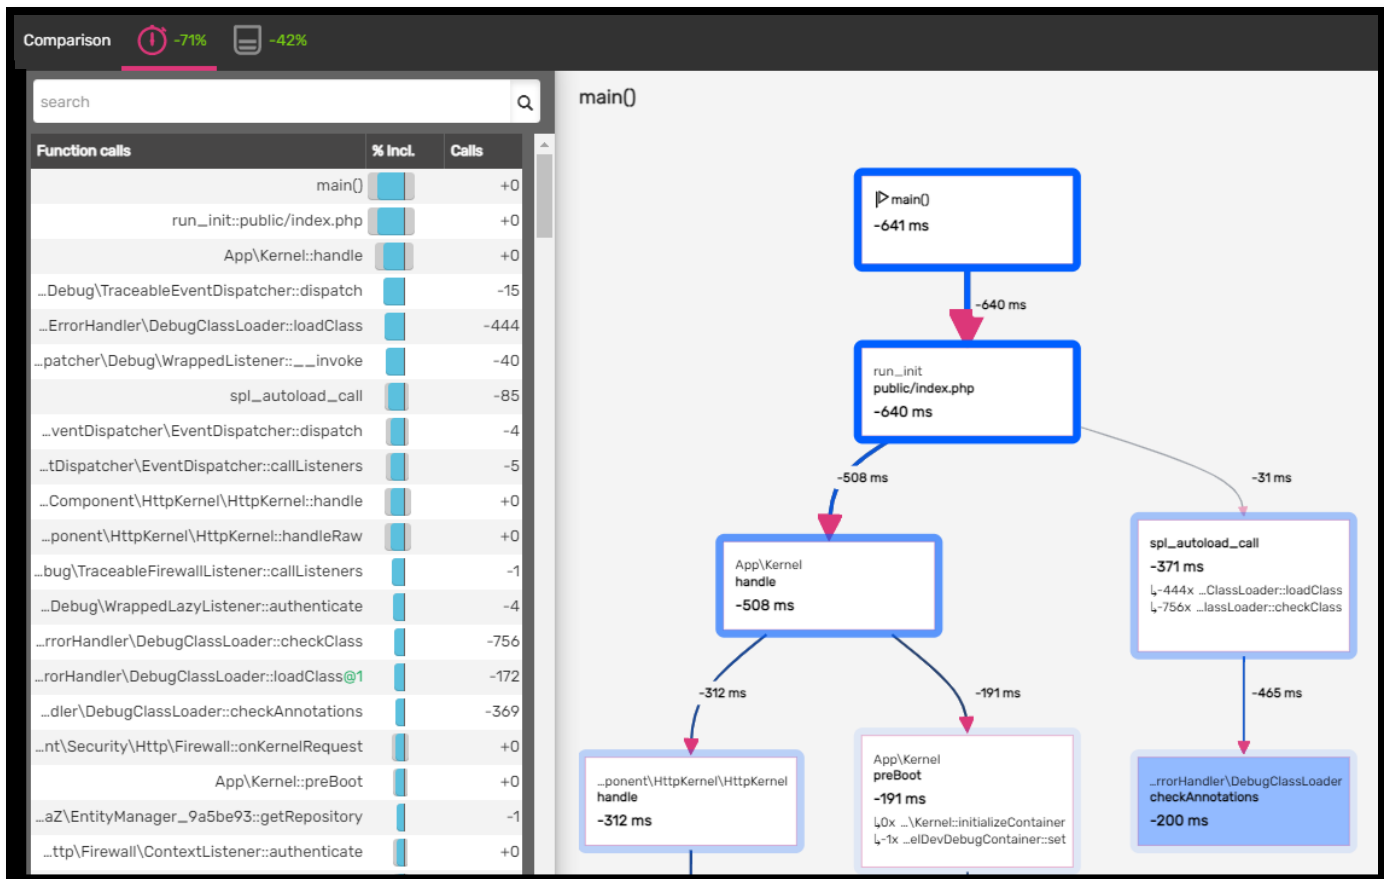 Comparison -71% -42%
search
Function calls % Incl. Calls
main() +0
run_init::public/index.php +0
App\Kernel::handle +0
…Debug\TraceableEventDispatcher::dispatch -15
…ErrorHandler\DebugClassLoader::loadClass -444
…patcher\Debug\WrappedListener::__invoke -40
spl_autoload_call -85
…ventDispatcher\EventDispatcher::dispatch -4
…tDispatcher\EventDispatcher::callListeners -5
…Component\HttpKernel\HttpKernel::handle +0
…ponent\HttpKernel\HttpKernel::handleRaw +0
…bug\TraceableFirewallListener::callListeners -1
…Debug\WrappedLazyListener::authenticate -4
…rrorHandler\DebugClassLoader::checkClass -756
…rorHandler\DebugClassLoader::loadClass@1 -172
…dler\DebugClassLoader::checkAnnotations -369
…nt\Security\Http\Firewall::onKernelRequest +0
App\Kernel::preBoot +0
…aZ\EntityManager_9a5be93::getRepository -1
…ttp\Firewall\ContextListener::authenticate +0
main()
main()
-641 ms
-640 ms
run_init
public/index.php
-640 ms
-508 ms
-31 ms
App\Kernel
handle
-508 ms
spl_autoload_call
-371 ms
↳-444x …ClassLoader::loadClass
↳-756x …lassLoader::checkClass
-312 ms
-191 ms
-465 ms
…ponent\HttpKernel\HttpKernel
handle
-312 ms
App\Kernel
preBoot
-191 ms
↳0x …\Kernel::initializeContainer
↳-1x …elDevDebugContainer::set
…rrorHandler\DebugClassLoader
checkAnnotations
-200 ms